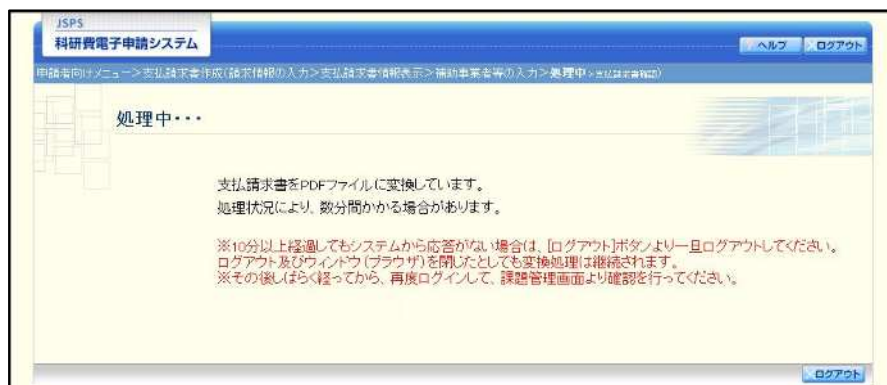 JSPS
科研費電子申請システム
ヘルプ
ログアウト
申請者向けメニュー>支払請求書作成(請求情報の入力>支払請求書情報表示>補助事業者等の入力>処理中>支払請求書確認)
処理中・・・
支払請求書をPDFファイルに変換しています。
処理状況により、数分間かかる場合があります。
※10分以上経過してもシステムから応答がない場合は、[ログアウト]ボタンより一旦ログアウトしてください。
ログアウト及びウィンドウ(ブラウザ)を閉じたとしても変換処理は継続されます。
※その後しばらく経ってから、再度ログインして、課題管理画面より確認を行ってください。
ログアウト